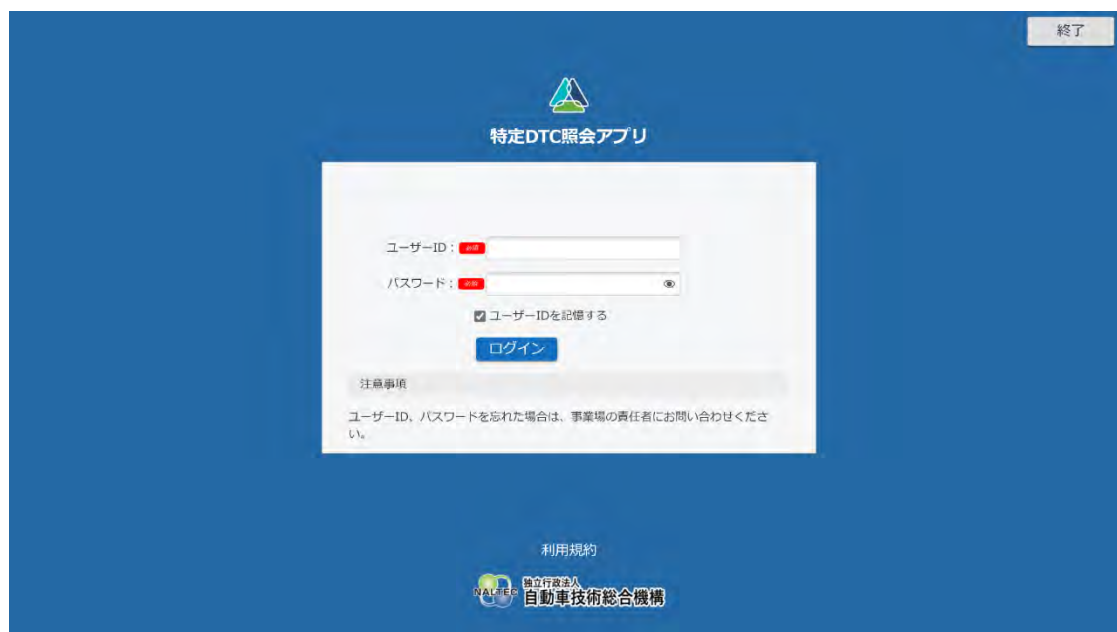 終了
特定DTC照会アプリ
ユーザーID： 必須
パスワード： 必須
ユーザーIDを記憶する
ログイン
注意事項
ユーザーID、パスワードを忘れた場合は、事業場の責任者にお問い合わせくださ
い。
利用規約
NALTEC 独立行政法人
自動車技術総合機構